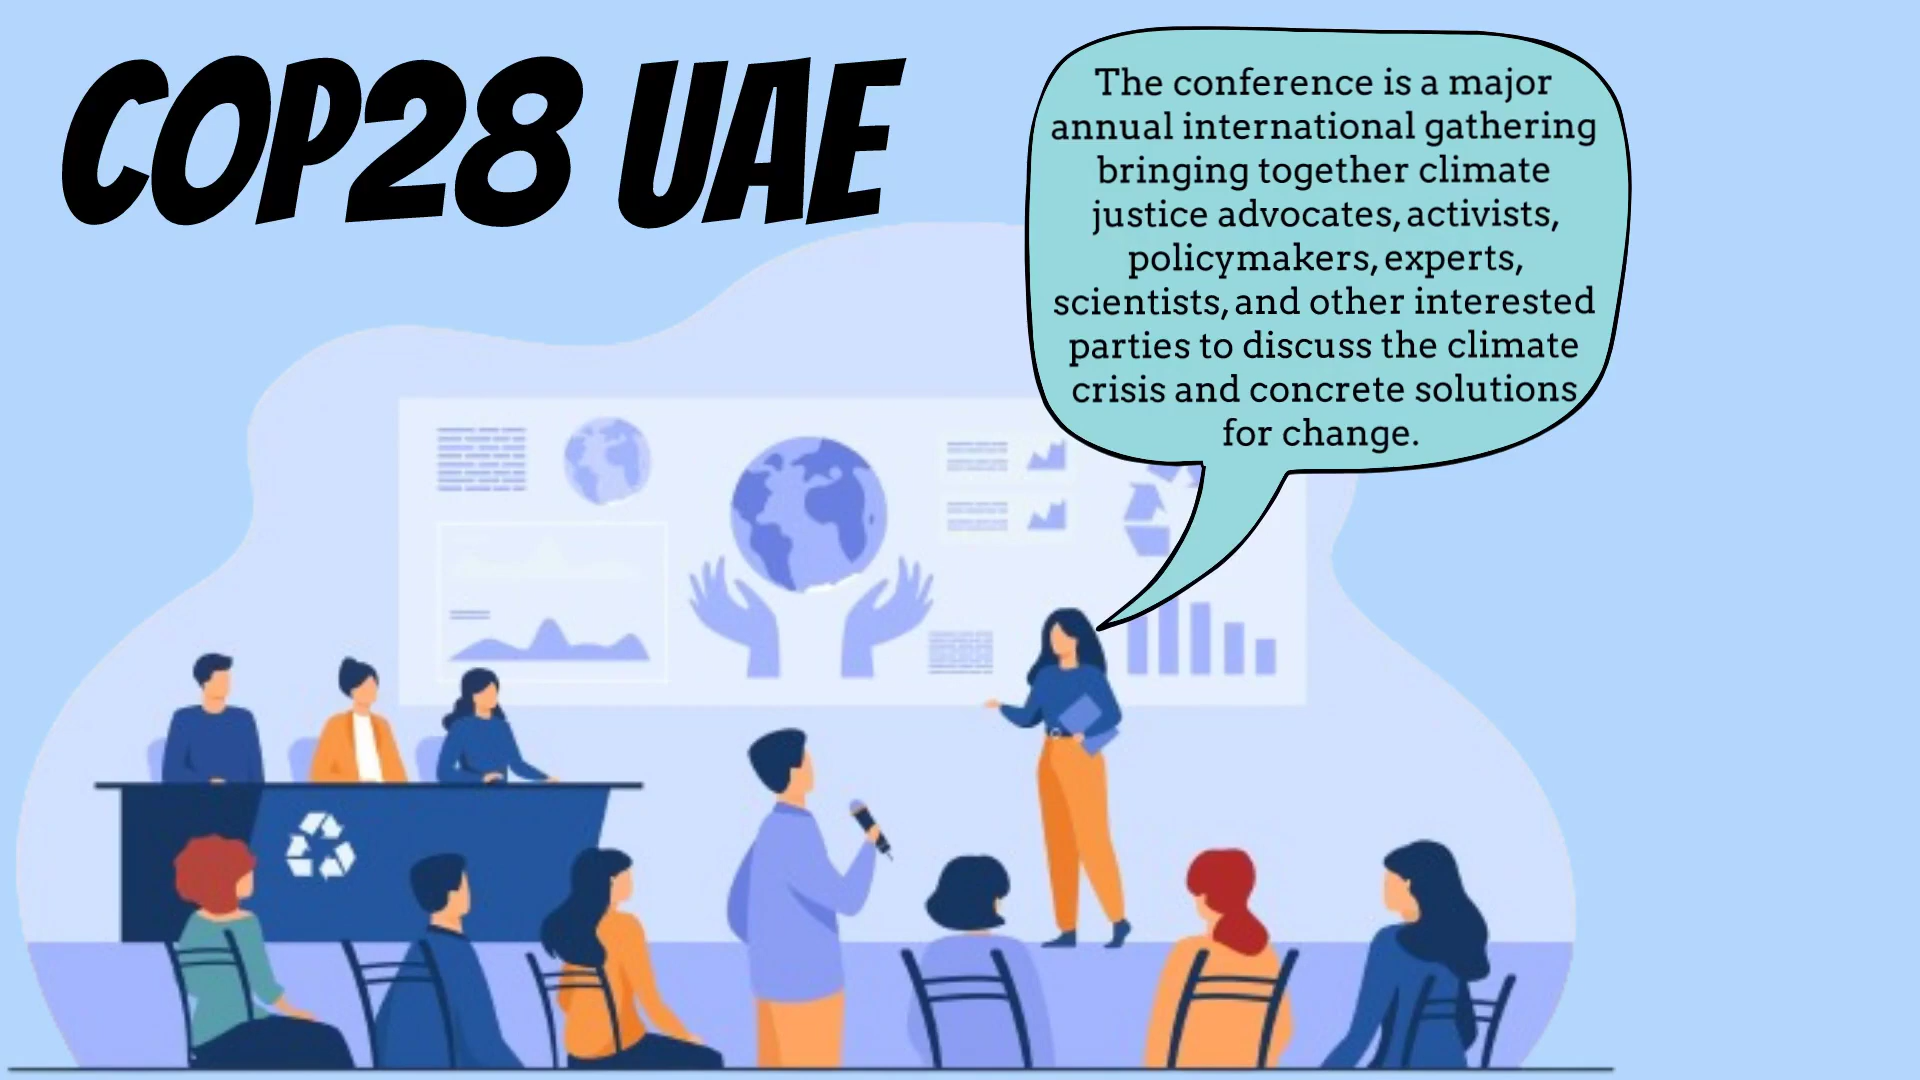 COP28 UAE
The conference is a major
annual international gathering
bringing together climate
justice advocates, activists,
policymakers, experts,
scientists, and other interested
parties to discuss the climate
crisis and concrete solutions
for change.